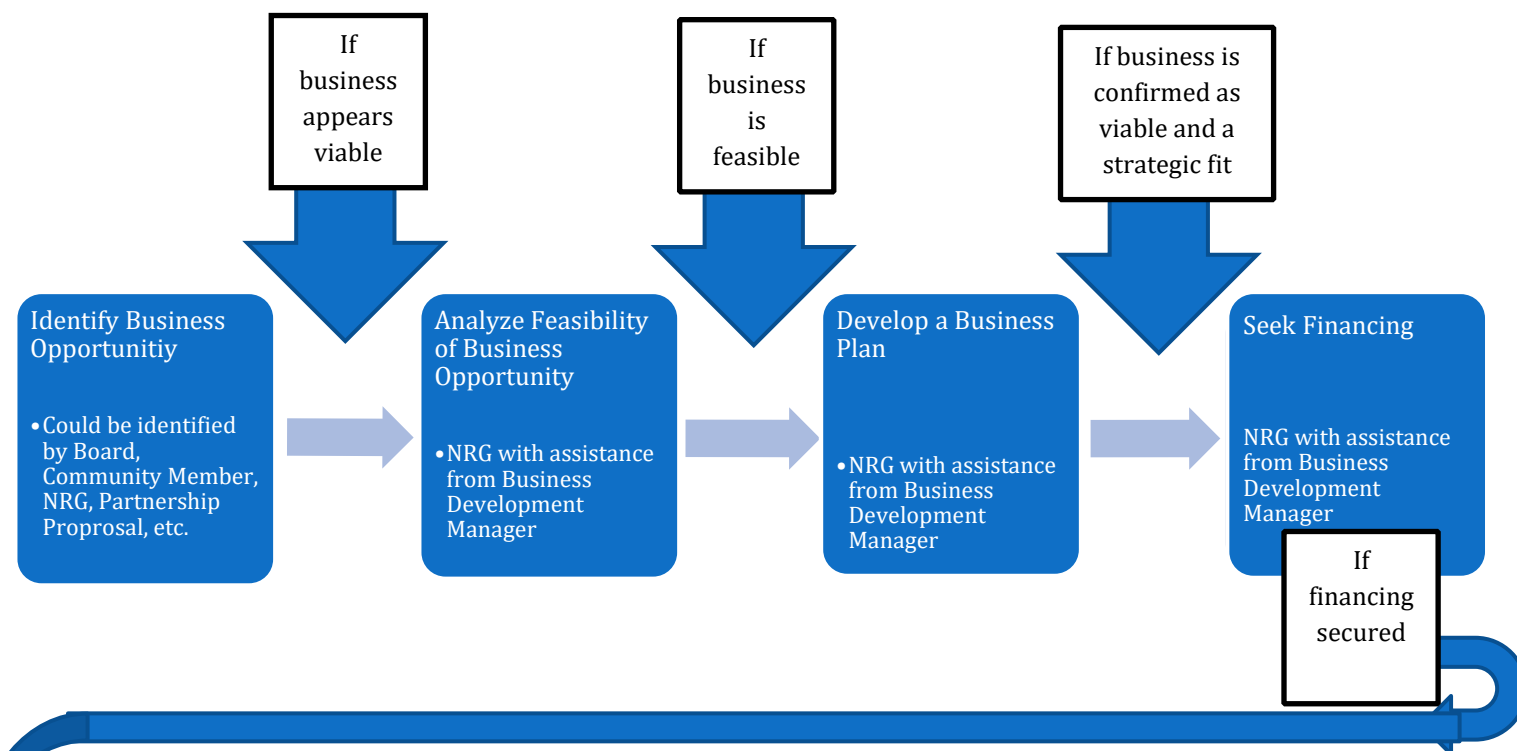 If
business
appears
viable
If
business
is
feasible
If business is
confirmed as
viable and a
strategic fit
Identify Business
Opportunitiy
•Could be identified
by Board,
Community Member,
NRG, Partnership
Proprosal, etc.
Analyze Feasibility
of Business
Opportunity
•NRG with assistance
from Business
Development
Manager
Develop a Business
Plan
•NRG with assistance
from Business
Development
Manager
Seek Financing
NRG with assistance
from Business
Development
Manager
If
financing
secured